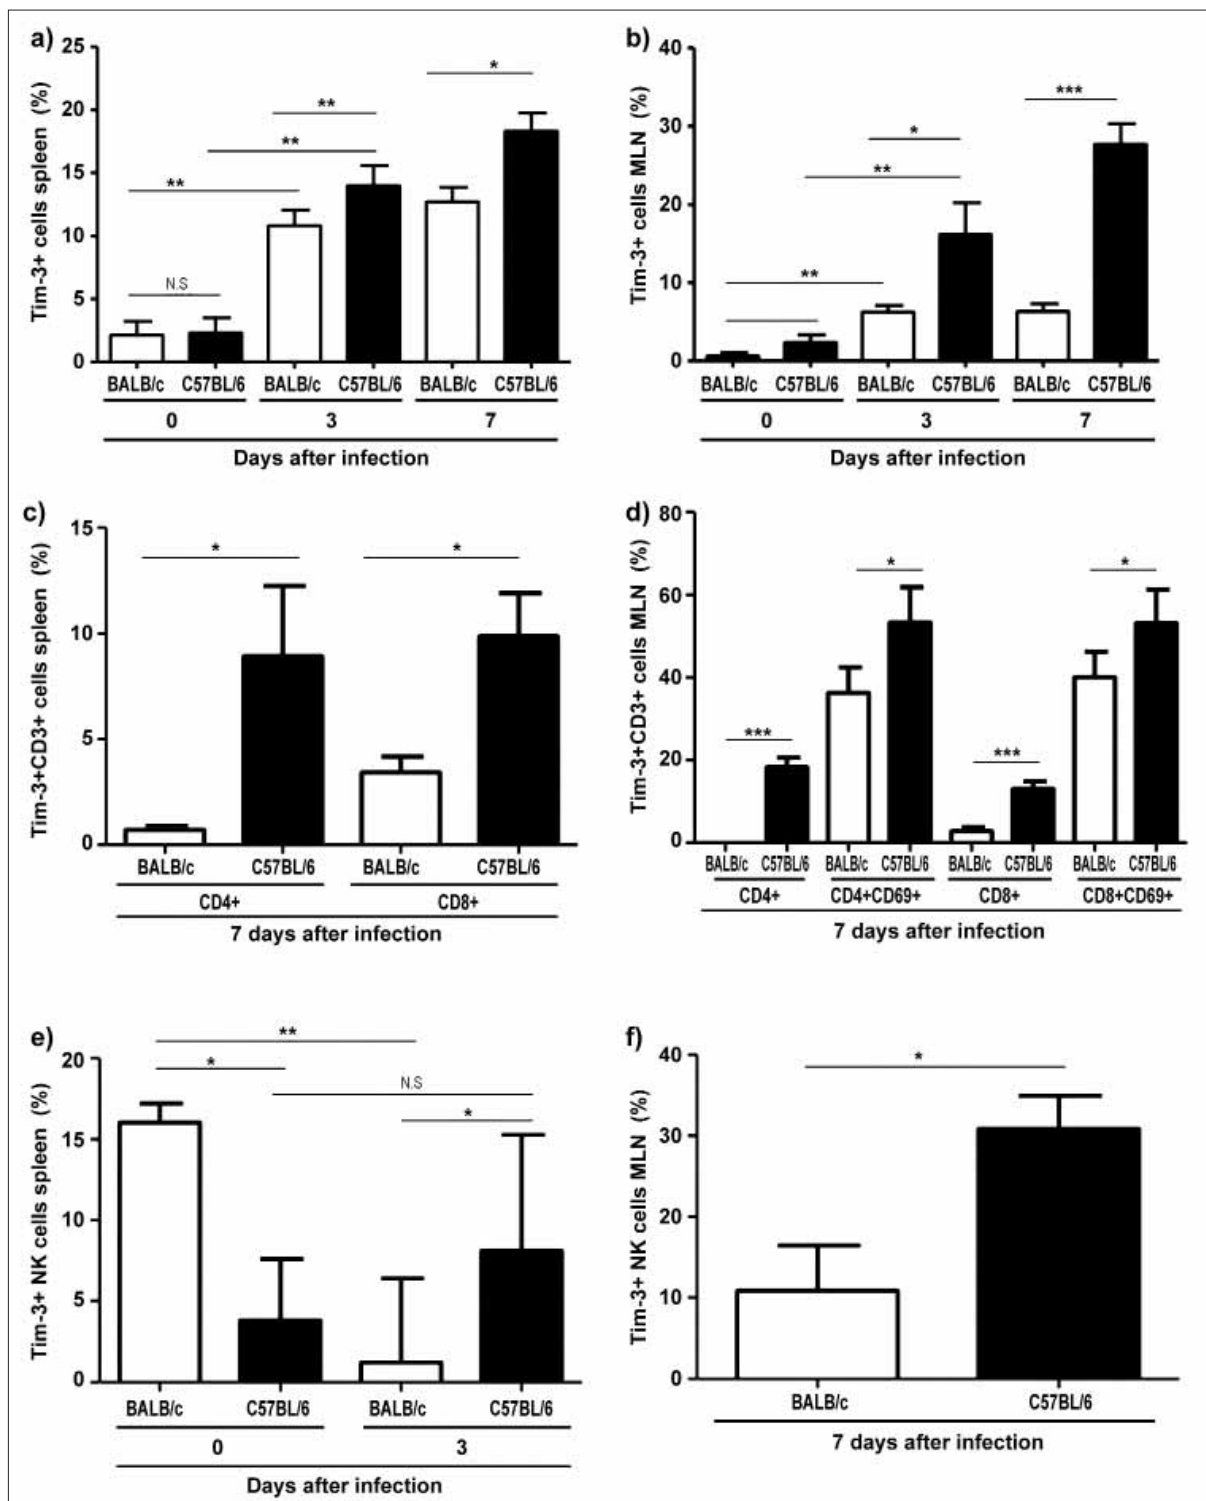 a)
Tim-3+ cells spleen (%)
25
20
15
10
5
0
*
**
**
**
N.S
BALB/c C57BL/6 BALB/c C57BL/6 BALB/c C57BL/6
0 3 7
Days after infection
b)
Tim-3+ cells MLN (%)
40
30
20
10
0
***
*
**
**
BALB/c C57BL/6 BALB/c C57BL/6 BALB/c C57BL/6
0 3 7
Days after infection
c)
Tim-3+CD3+ cells spleen (%)
15
10
5
0
* *
BALB/c C57BL/6 BALB/c C57BL/6
CD4+ CD8+
7 days after infection
d)
Tim-3+CD3+ cells MLN (%)
80
60
40
20
0
* *
*** ***
BALB/c C57BL/6 BALB/c C57BL/6 BALB/c C57BL/6 BALB/c C57BL/6
CD4+ CD4+CD69+ CD8+ CD8+CD69+
7 days after infection
e)
Tim-3+ NK cells spleen (%)
20
15
10
5
0
**
*
N.S
*
BALB/c C57BL/6 BALB/c C57BL/6
0 3
Days after infection
f)
Tim-3+ NK cells MLN (%)
40
30
20
10
0
*
BALB/c C57BL/6
7 days after infection